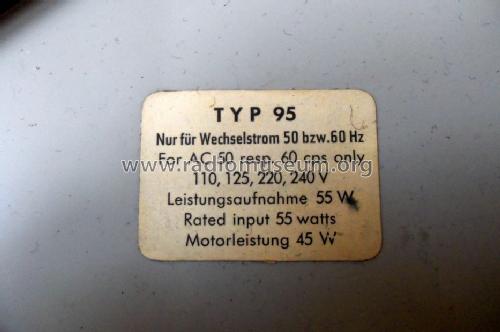 TYP 95
Nur für Wechselstrom 50 bzw. 60 Hz
For AC 50 resp. 60 cps only
www.radiomuseum.org
110, 125, 220, 240 V
Leistungsaufnahme 55 W
Rated input 55 watts
Motorleistung 45 W